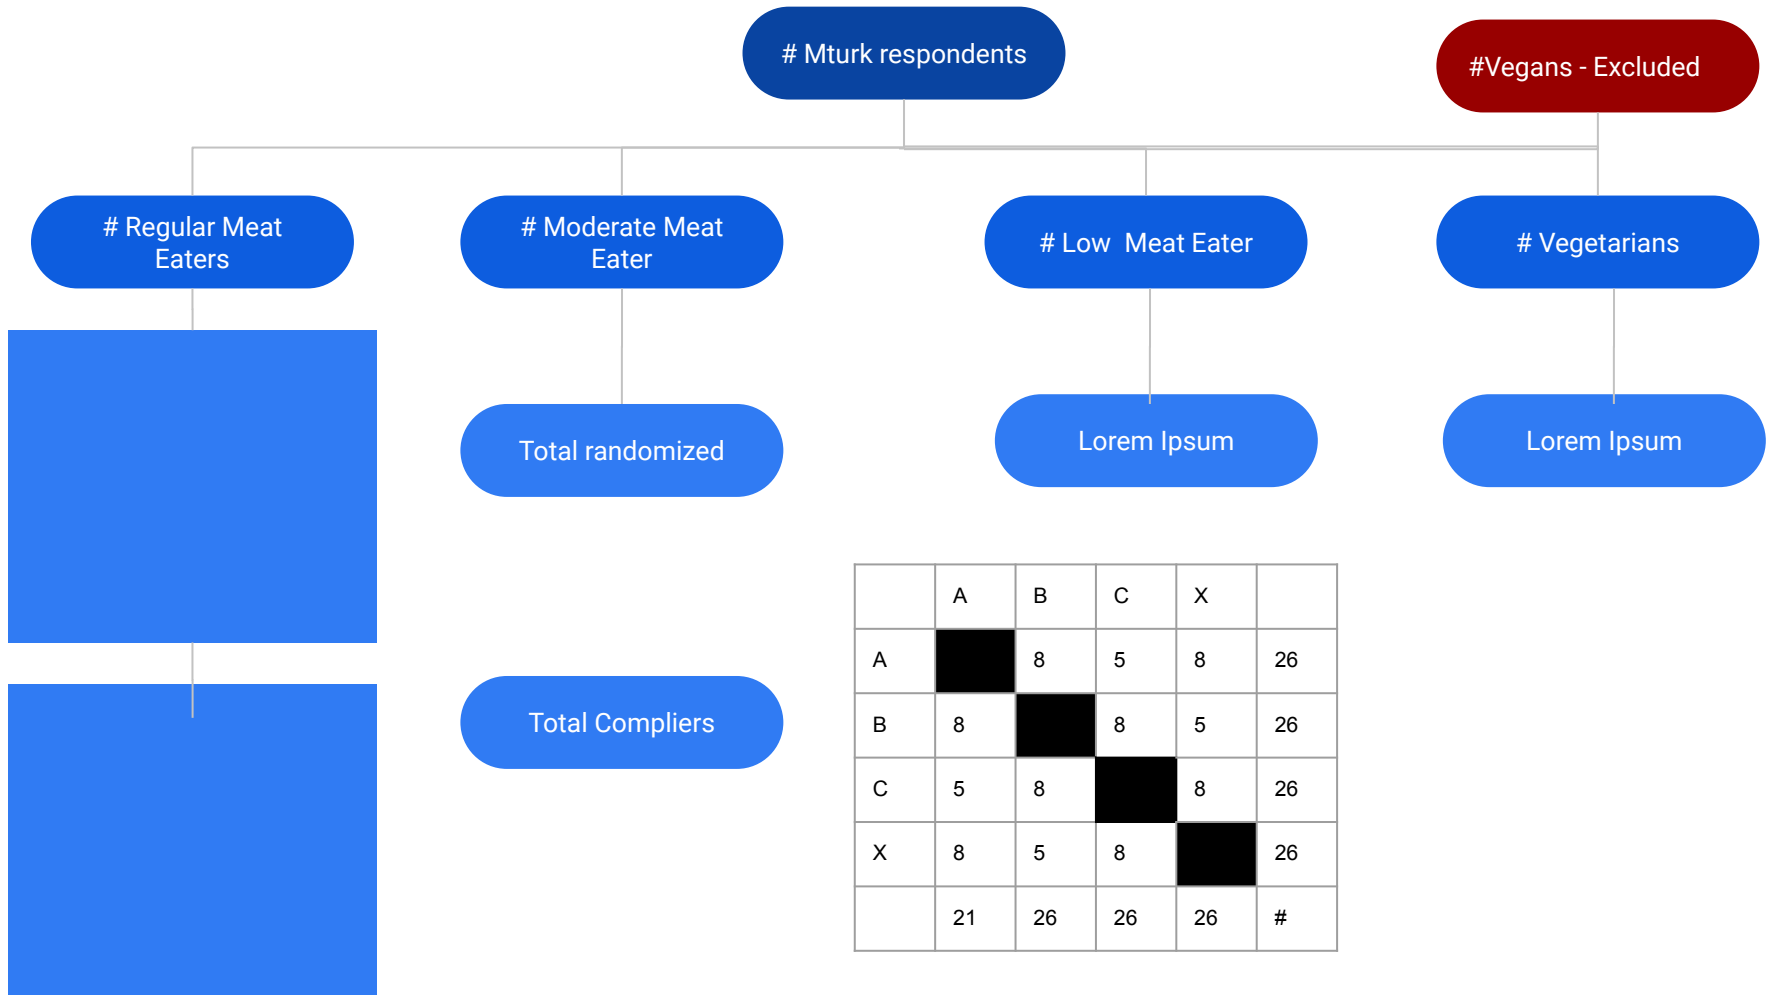 # Mturk respondents
#Vegans - Excluded
# Regular Meat
Eaters
# Moderate Meat
Eater
# Low  Meat Eater
# Vegetarians
Total randomized
Lorem Ipsum
Lorem Ipsum
Total Compliers
A B C X
A 8 5 8 26
B 8 8 5 26
C 5 8 8 26
X 8 5 8 26
21 26 26 26 #